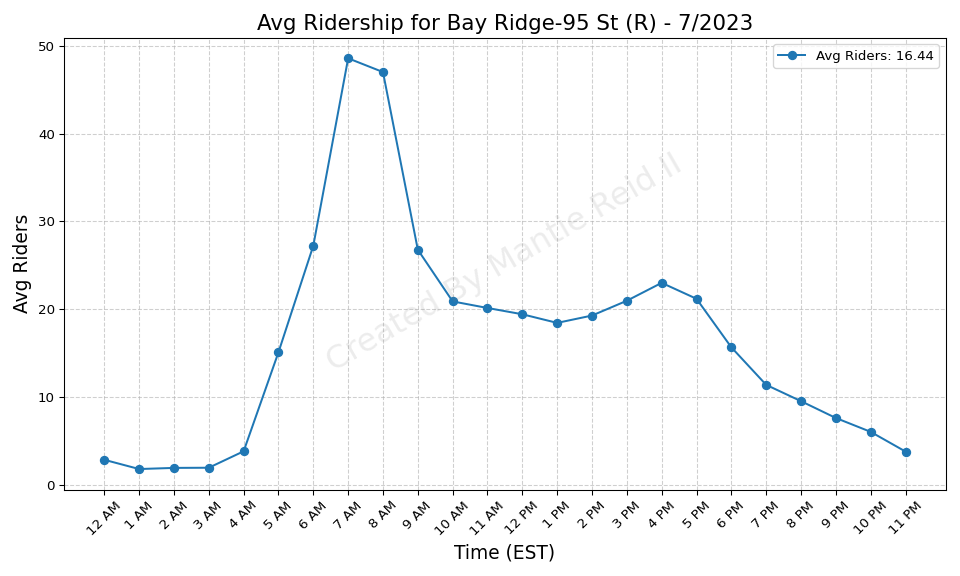 Avg Ridership for Bay Ridge-95 St (R) - 7/2023
Avg Riders: 16.44
50
40
30
20
10
0
Avg Riders
Created By Mantle Reid II
12 AM
1 AM
2 AM
3 AM
4 AM
5 AM
6 AM
7 AM
8 AM
9 AM
10 AM
11 AM
12 PM
1 PM
2 PM
3 PM
4 PM
5 PM
6 PM
7 PM
8 PM
9 PM
10 PM
11 PM
Time (EST)